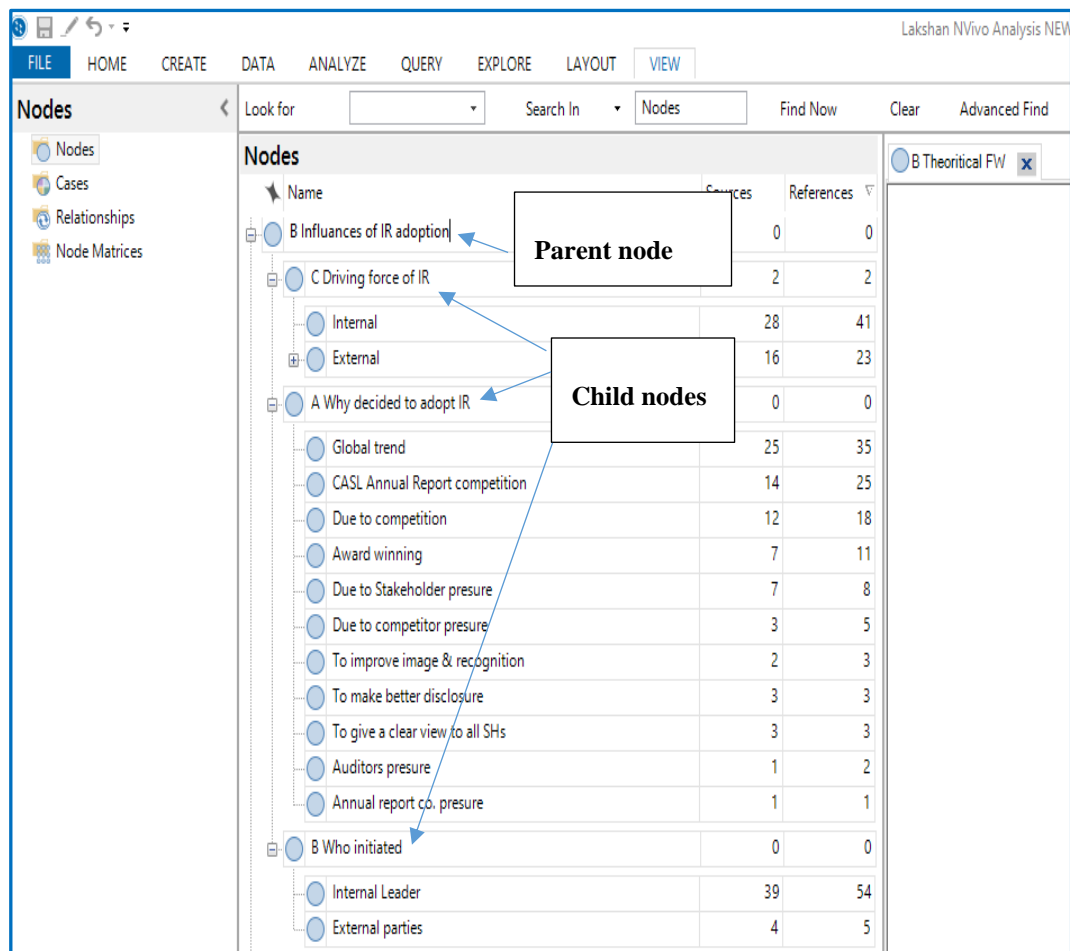 Lakshan NVivo Analysis NEW
FILE HOME CREATE DATA ANALYZE QUERY EXPLORE LAYOUT VIEW
Nodes
Nodes
Cases
Relationships
Node Matrices
Look for Search In Nodes Find Now Clear Advanced Find
Nodes
B Theoritical FW x
Name Sources References
B Influances of IR adoption 0 0
Parent node
C Driving force of IR 2 2
Internal 28 41
External 16 23
Child nodes
A Why decided to adopt IR 0 0
Global trend 25 35
CASL Annual Report competition 14 25
Due to competition 12 18
Award winning 7 11
Due to Stakeholder presure 7 8
Due to competitor presure 3 5
To improve image & recognition 2 3
To make better disclosure 3 3
To give a clear view to all SHs 3 3
Auditors presure 1 2
Annual report co. presure 1 1
B Who initiated 0 0
Internal Leader 39 54
External parties 4 5